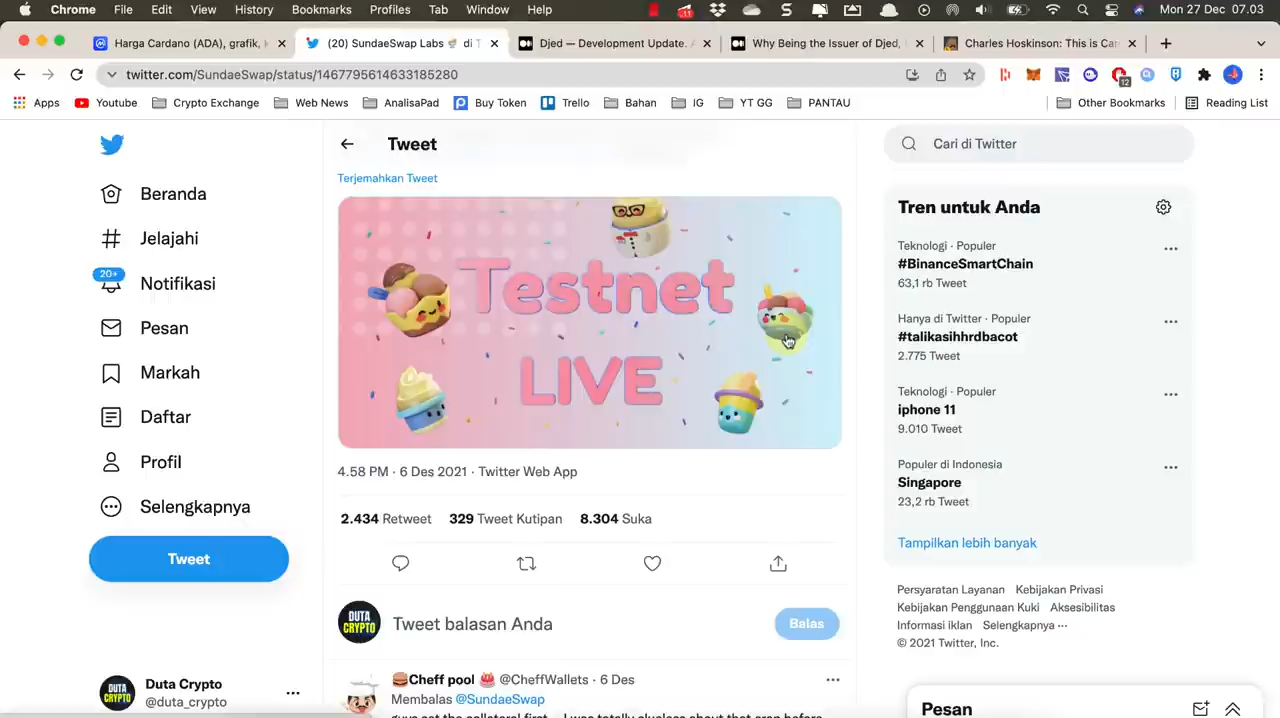 Chrome File Edit View History Bookmarks Profiles Tab Window Help Mon 27 Dec 07.03
Harga Cardano (ADA), grafik, (20) SundaeSwap Labs di T Djed — Development Update. Why Being the Issuer of Djed, Charles Hoskinson: This is Car
twitter.com/SundaeSwap/status/1467795614633185280
Apps Youtube Crypto Exchange Web News AnalisaPad Buy Token Trello Bahan IG YT GG PANTAU Other Bookmarks Reading List
Beranda
Jelajahi
20+
Notifikasi
Pesan
Markah
Daftar
Profil
Selengkapnya
Tweet
Duta Crypto
@duta_crypto
Tweet
Terjemahkan Tweet
Testnet
LIVE
4.58 PM · 6 Des 2021 · Twitter Web App
2.434 Retweet 329 Tweet Kutipan 8.304 Suka
DUTA
CRYPTO
Tweet balasan Anda
Balas
Cheff pool @CheffWallets · 6 Des
Membalas @SundaeSwap
Cari di Twitter
Tren untuk Anda
Teknologi · Populer
#BinanceSmartChain
63,1 rb Tweet
Hanya di Twitter · Populer
#talikasihhrdbacot
2.775 Tweet
Teknologi · Populer
iphone 11
9.010 Tweet
Populer di Indonesia
Singapore
23,2 rb Tweet
Tampilkan lebih banyak
Persyaratan Layanan Kebijakan Privasi
Kebijakan Penggunaan Kuki Aksesibilitas
Informasi iklan Selengkapnya ···
© 2021 Twitter, Inc.
Pesan